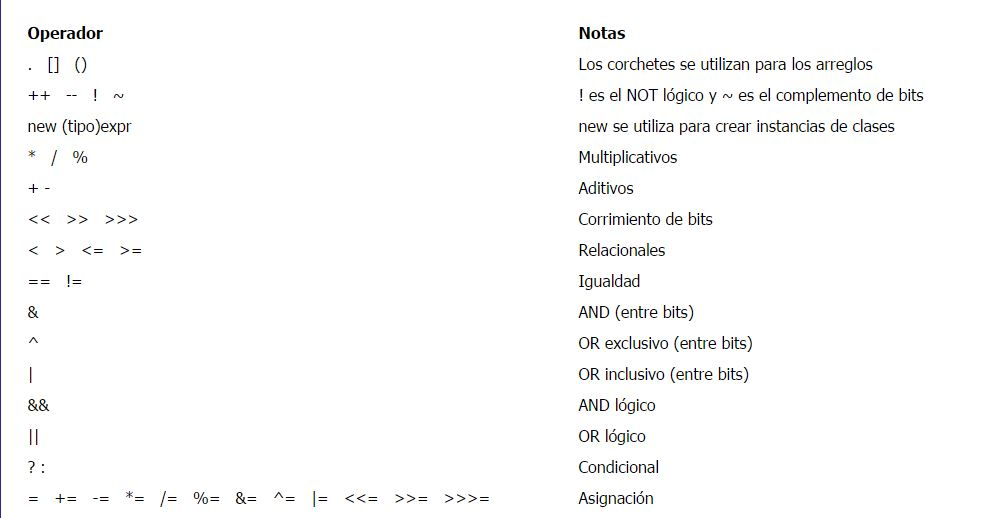 Operador Notas
. [] () Los corchetes se utilizan para los arreglos
++ -- ! ~ ! es el NOT lógico y ~ es el complemento de bits
new (tipo)expr new se utiliza para crear instancias de clases
* / % Multiplicativos
+ - Aditivos
<< >> >>> Corrimiento de bits
< > <= >= Relacionales
== != Igualdad
& AND (entre bits)
^ OR exclusivo (entre bits)
| OR inclusivo (entre bits)
&& AND lógico
|| OR lógico
? : Condicional
= += -= *= /= %= &= ^= |= <<= >>= >>>= Asignación